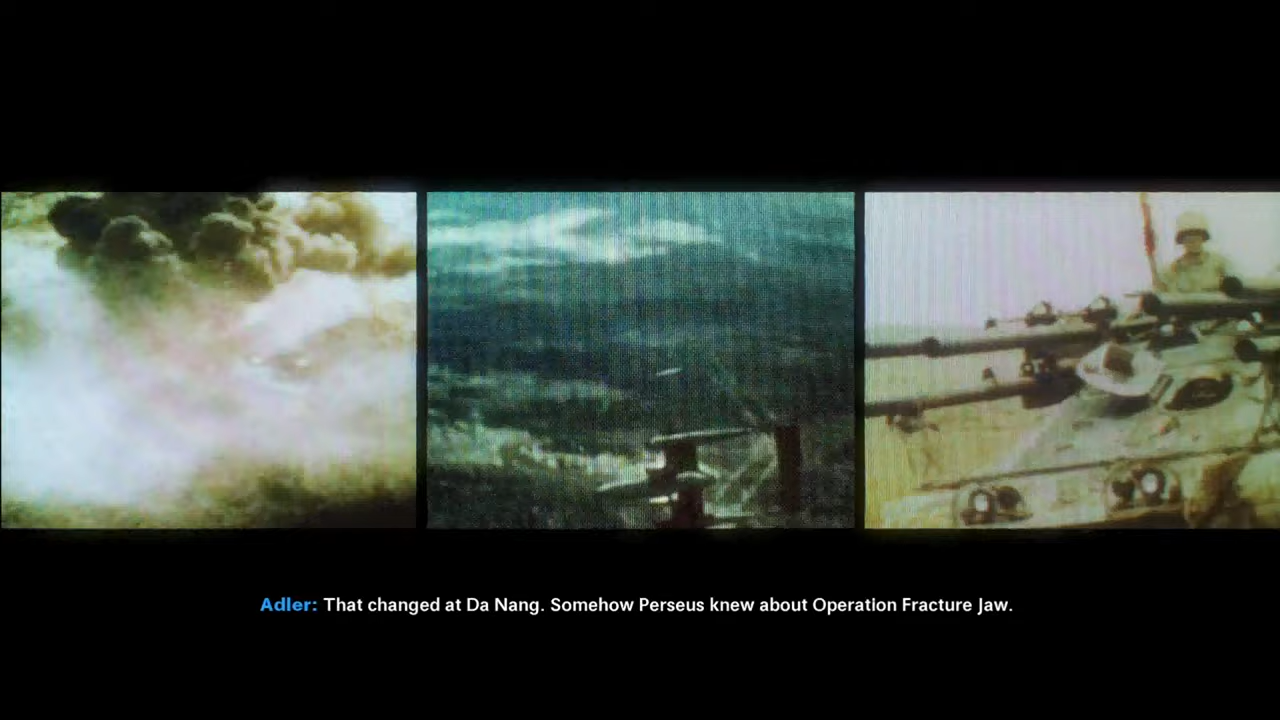 Adler: That changed at Da Nang. Somehow Perseus knew about Operation Fracture Jaw.